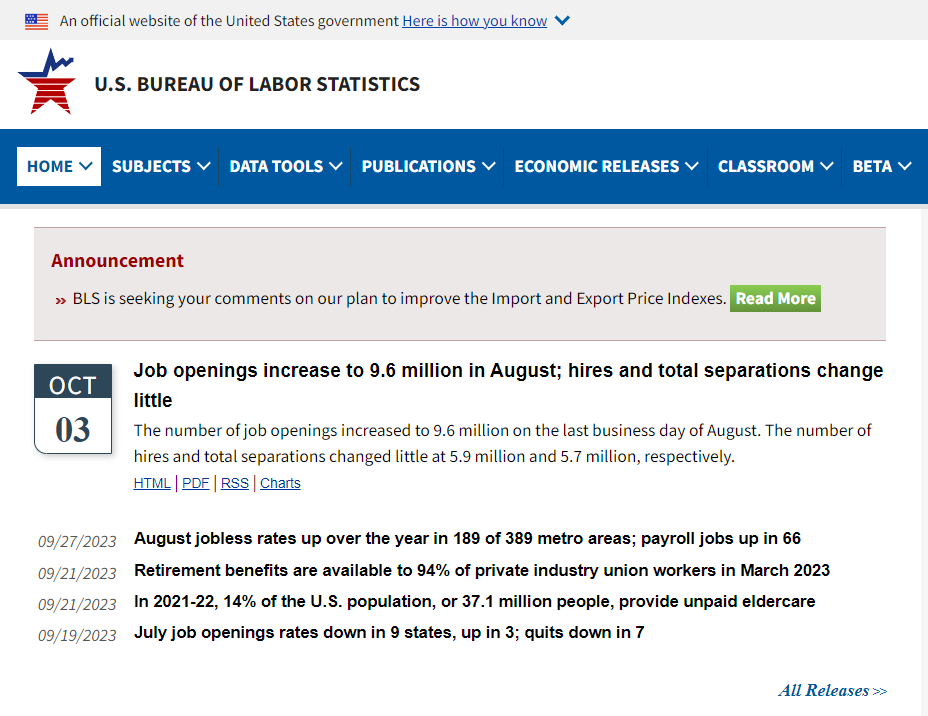 An official website of the United States government Here is how you know
U.S. BUREAU OF LABOR STATISTICS
HOME SUBJECTS DATA TOOLS PUBLICATIONS ECONOMIC RELEASES CLASSROOM BETA
Announcement
» BLS is seeking your comments on our plan to improve the Import and Export Price Indexes. Read More
OCT
03
Job openings increase to 9.6 million in August; hires and total separations change
little
The number of job openings increased to 9.6 million on the last business day of August. The number of
hires and total separations changed little at 5.9 million and 5.7 million, respectively.
HTML | PDF | RSS | Charts
09/27/2023 August jobless rates up over the year in 189 of 389 metro areas; payroll jobs up in 66
09/21/2023 Retirement benefits are available to 94% of private industry union workers in March 2023
09/21/2023 In 2021-22, 14% of the U.S. population, or 37.1 million people, provide unpaid eldercare
09/19/2023 July job openings rates down in 9 states, up in 3; quits down in 7
All Releases >>